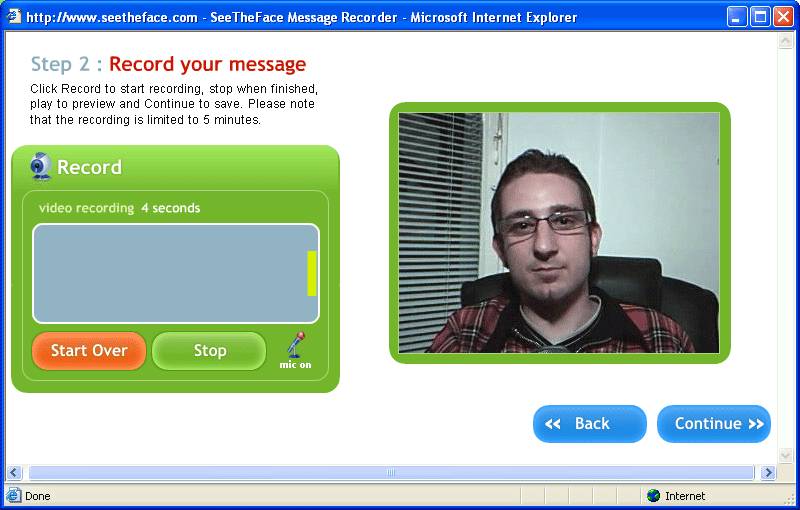 http://www.seetheface.com - SeeTheFace Message Recorder - Microsoft Internet Explorer
Step 2 : Record your message
Click Record to start recording, stop when finished,
play to preview and Continue to save. Please note
that the recording is limited to 5 minutes.
Record
video recording 4 seconds
Start Over
Stop
mic on
<< Back
Continue >>
Done
Internet